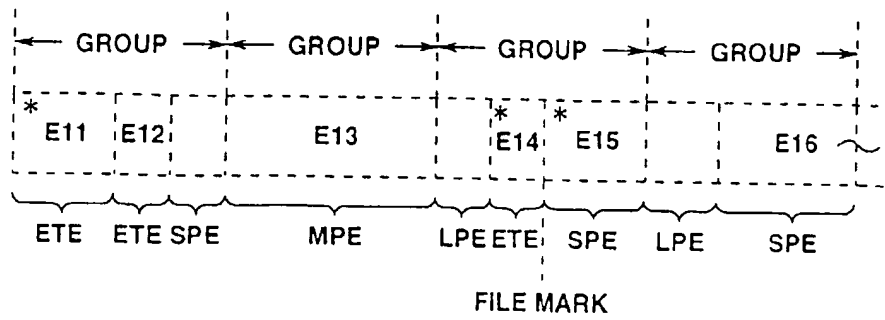 GROUP GROUP GROUP GROUP
* E11 E12 E13 * E14 * E15 E16
ETE ETE SPE MPE LPE ETE SPE LPE SPE
FILE MARK